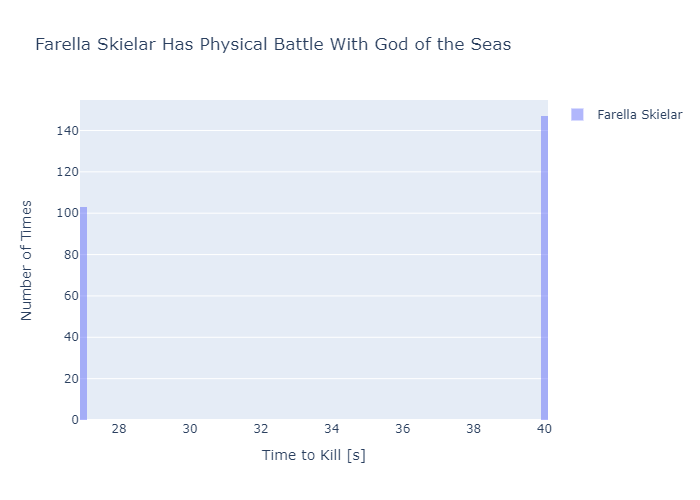 Farella Skielar Has Physical Battle With God of the Seas
Farella Skielar
140
120
100
80
60
40
20
0
Number of Times
28 30 32 34 36 38 40
Time to Kill [s]